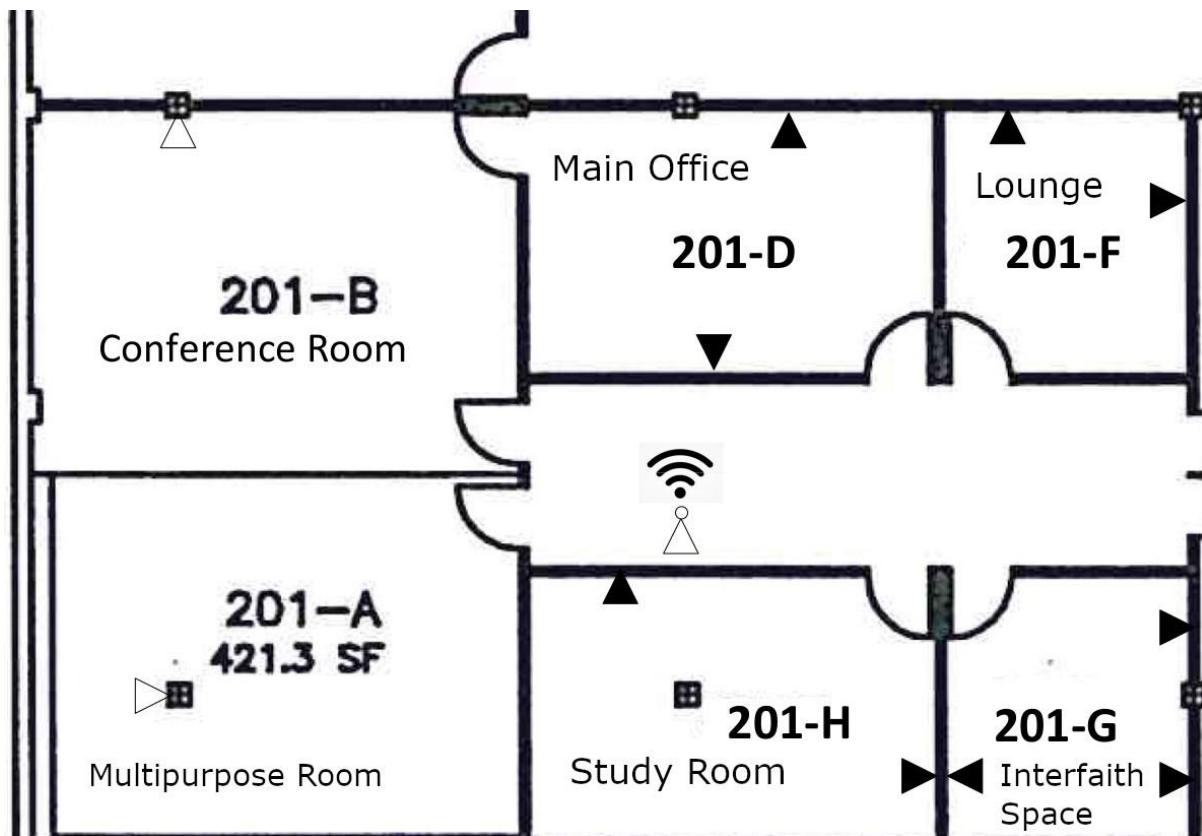 Main Office
Lounge
201-D
201-F
201-B
Conference Room
201-A
421.3 SF
Multipurpose Room
201-H
Study Room
201-G
Interfaith
Space